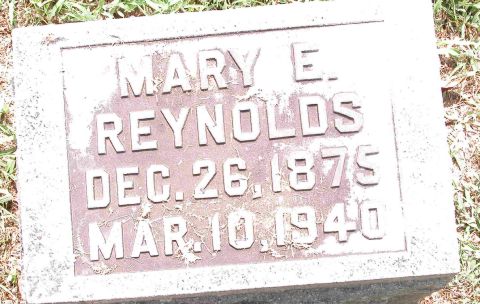 MARY E.
REYNOLDS
DEC. 26, 1875
MAR. 10, 1940